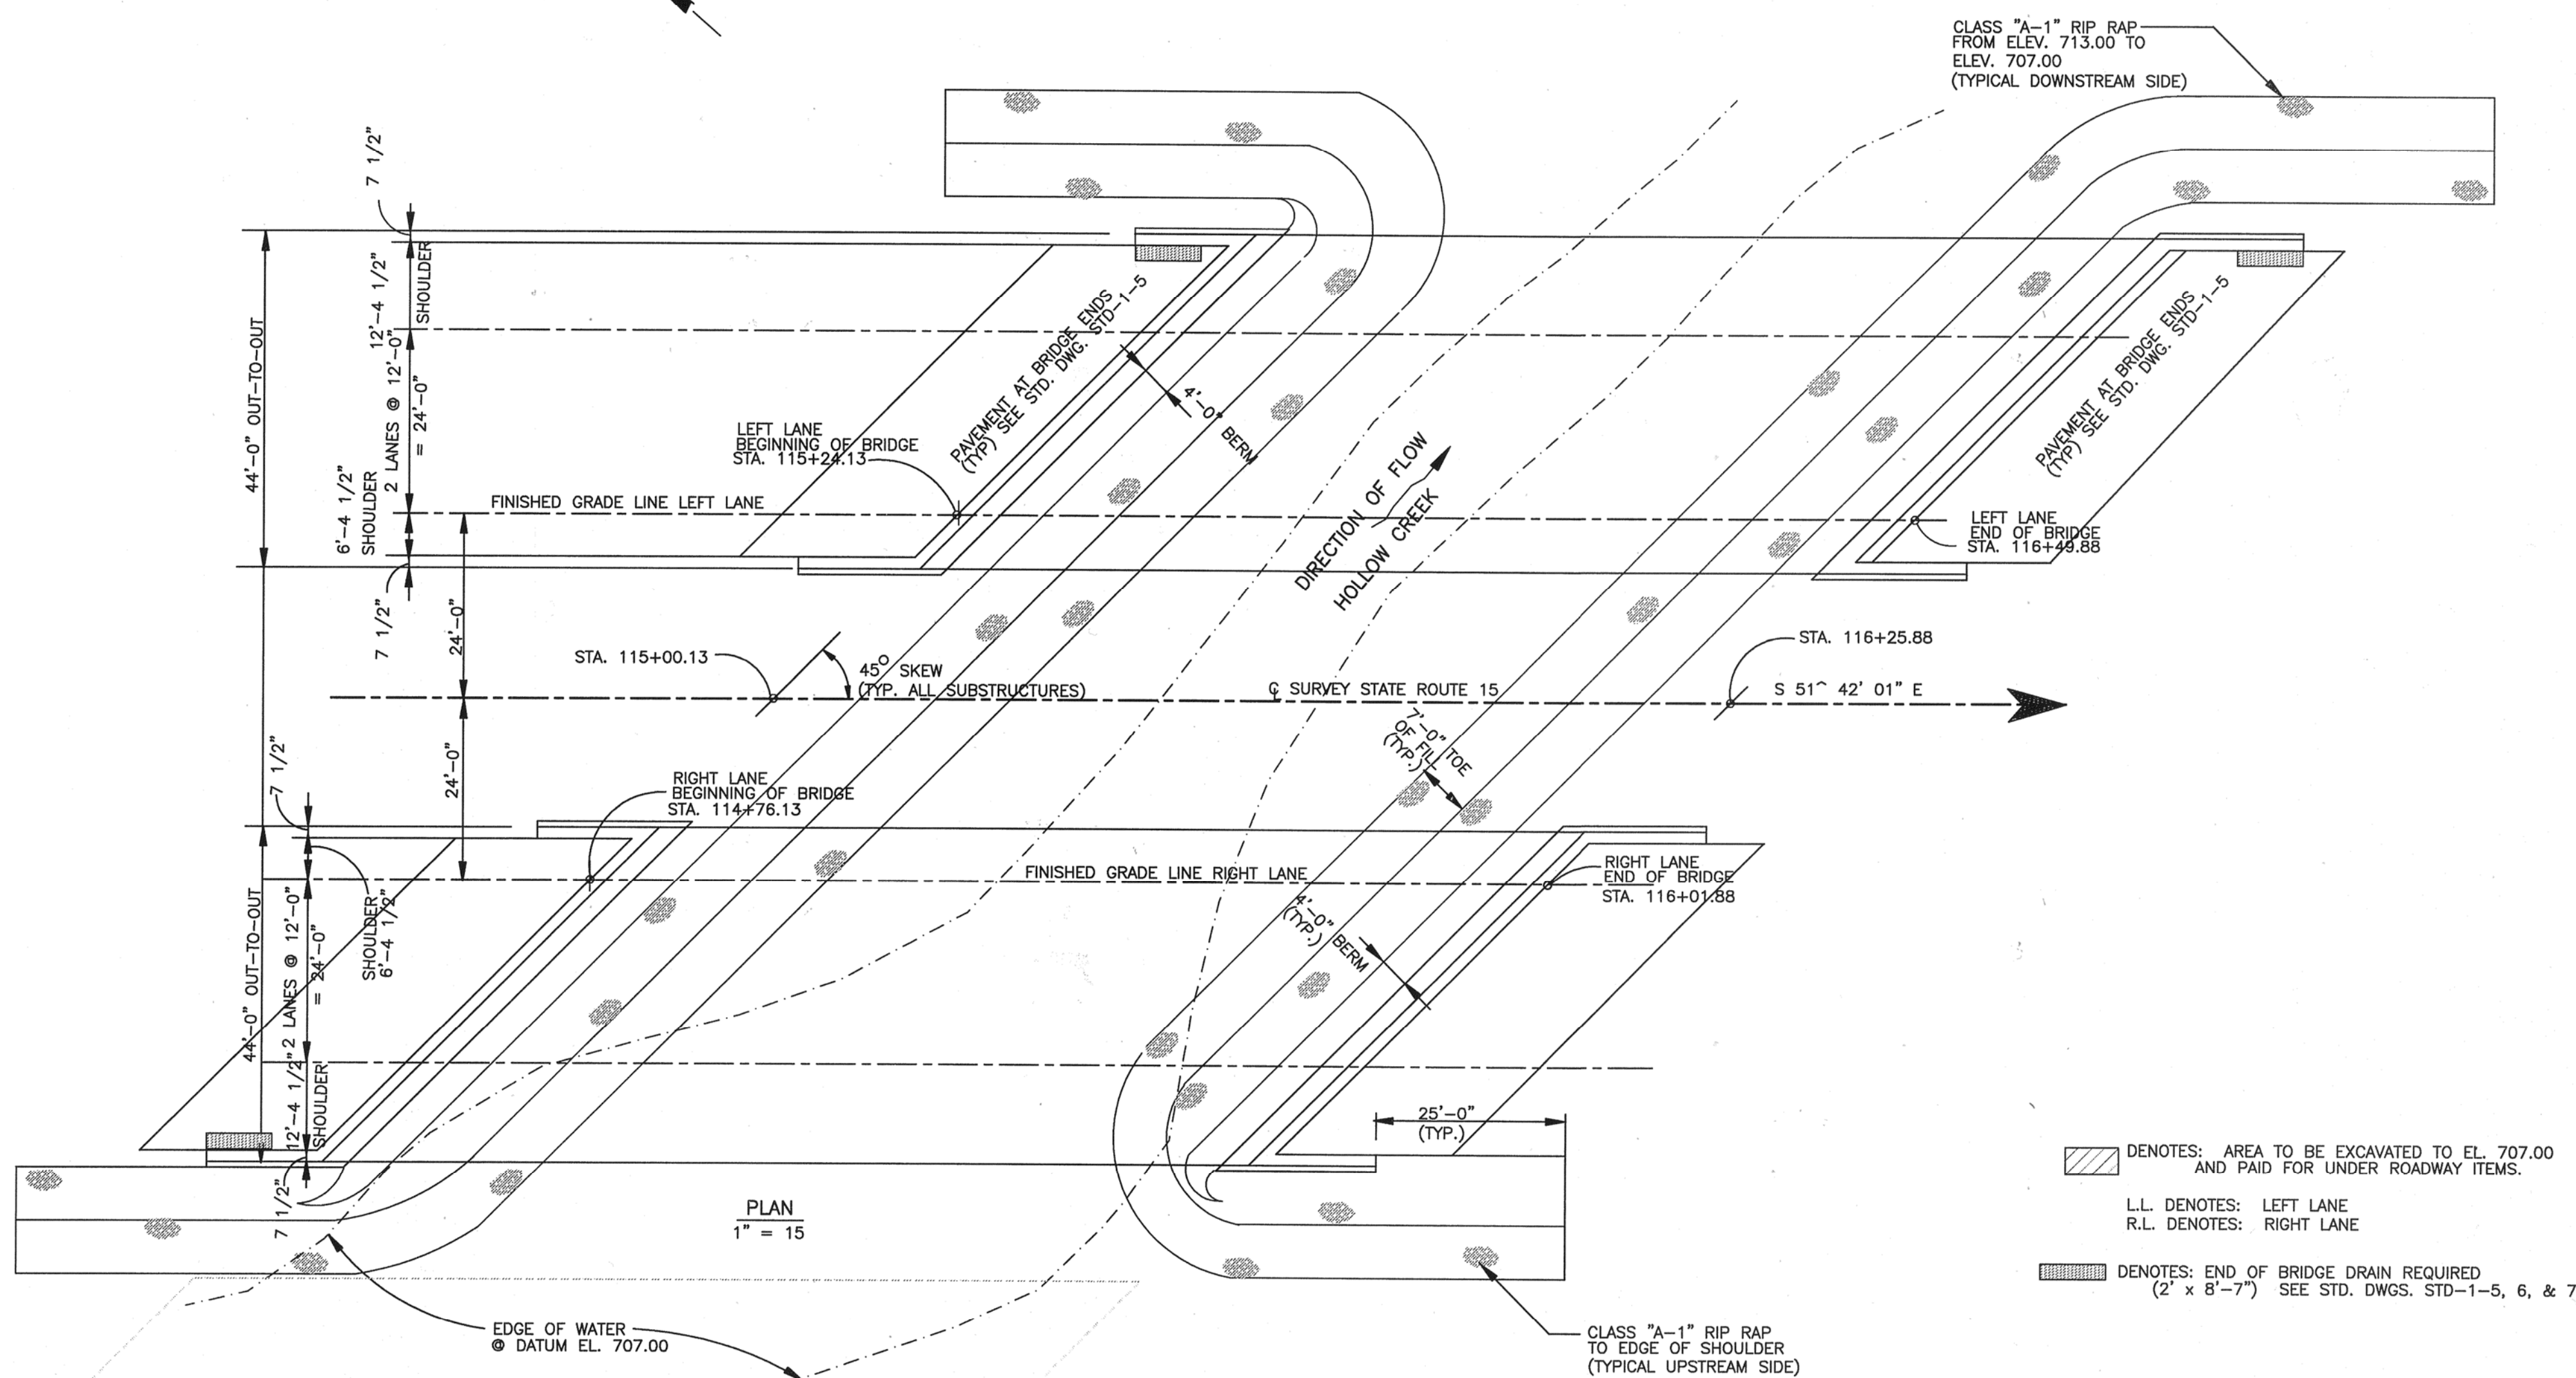 CLASS "A-1" RIP RAP
FROM ELEV. 713.00 TO
ELEV. 707.00
(TYPICAL DOWNSTREAM SIDE)
7 1/2"
12'-4 1/2"
SHOULDER
44'-0" OUT-TO-OUT
2 LANES @ 12'-0"
= 24'-0"
6'-4 1/2"
SHOULDER
7 1/2"
24'-0"
PAVEMENT AT BRIDGE ENDS
(TYP) SEE STD. DWG. STD-1-5
4'-0" BERM
LEFT LANE
BEGINNING OF BRIDGE
STA. 115+24.13
FINISHED GRADE LINE LEFT LANE
DIRECTION OF FLOW
HOLLOW CREEK
PAVEMENT AT BRIDGE ENDS
(TYP) SEE STD. DWG. STD-1-5
LEFT LANE
END OF BRIDGE
STA. 116+49.88
STA. 115+00.13
45° SKEW
(TYP. ALL SUBSTRUCTURES)
℄ SURVEY STATE ROUTE 15
STA. 116+25.88
S 51^ 42' 01" E
7'-0" TOE
OF FILL
(TYP.)
24'-0"
7 1/2"
RIGHT LANE
BEGINNING OF BRIDGE
STA. 114+76.13
FINISHED GRADE LINE RIGHT LANE
RIGHT LANE
END OF BRIDGE
STA. 116+01.88
4'-0" BERM
(TYP.)
44'-0" OUT-TO-OUT
2 LANES @ 12'-0"
= 24'-0"
SHOULDER
6'-4 1/2"
12'-4 1/2"
SHOULDER
7 1/2"
25'-0"
(TYP.)
PLAN
1" = 15
EDGE OF WATER
@ DATUM EL. 707.00
CLASS "A-1" RIP RAP
TO EDGE OF SHOULDER
(TYPICAL UPSTREAM SIDE)
DENOTES: AREA TO BE EXCAVATED TO EL. 707.00
AND PAID FOR UNDER ROADWAY ITEMS.
L.L. DENOTES: LEFT LANE
R.L. DENOTES: RIGHT LANE
DENOTES: END OF BRIDGE DRAIN REQUIRED
(2' x 8'-7") SEE STD. DWGS. STD-1-5, 6, & 7